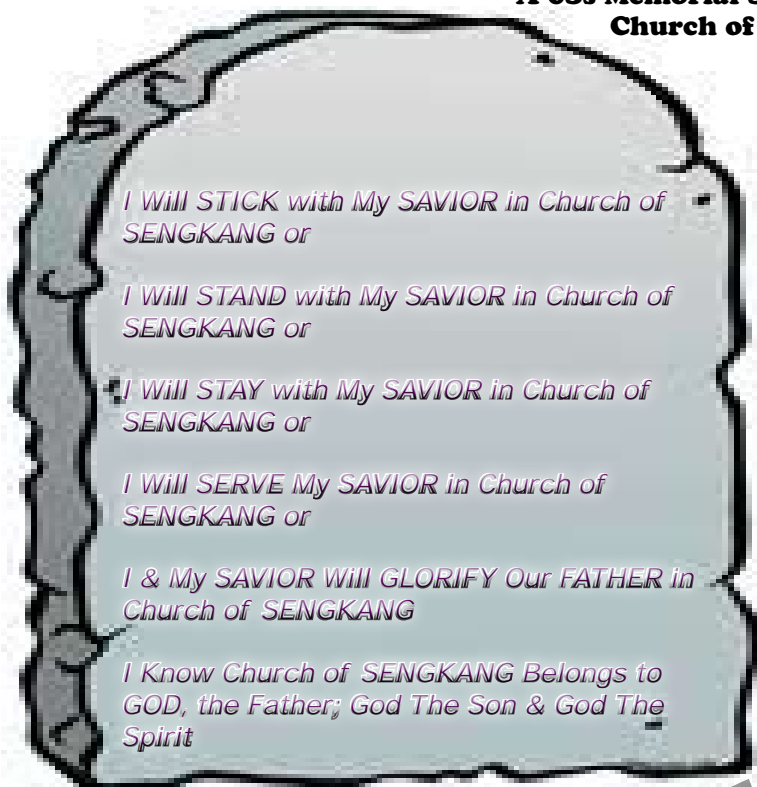 Church of
I Will STICK with My SAVIOR in Church of
SENGKANG or
I Will STAND with My SAVIOR in Church of
SENGKANG or
I Will STAY with My SAVIOR in Church of
SENGKANG or
I Will SERVE My SAVIOR in Church of
SENGKANG or
I & My SAVIOR Will GLORIFY Our FATHER in
Church of SENGKANG
I Know Church of SENGKANG Belongs to
GOD, the Father; God The Son & God The
Spirit